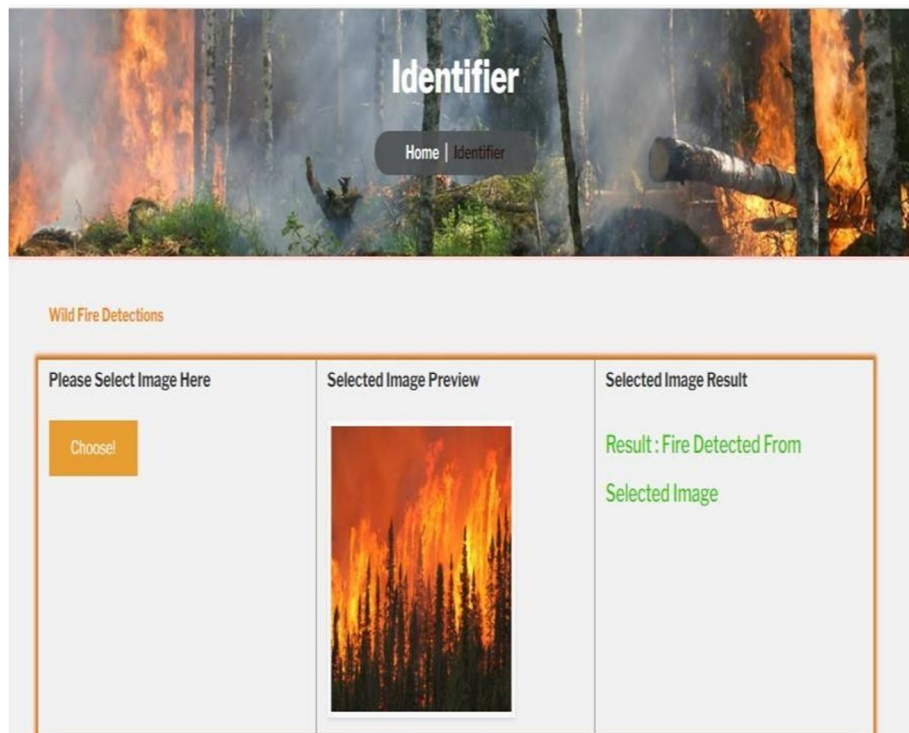 Identifier
Home | Identifier
Wild Fire Detections
Please Select Image Here
Choose!
Selected Image Preview
Selected Image Result
Result : Fire Detected From
Selected Image